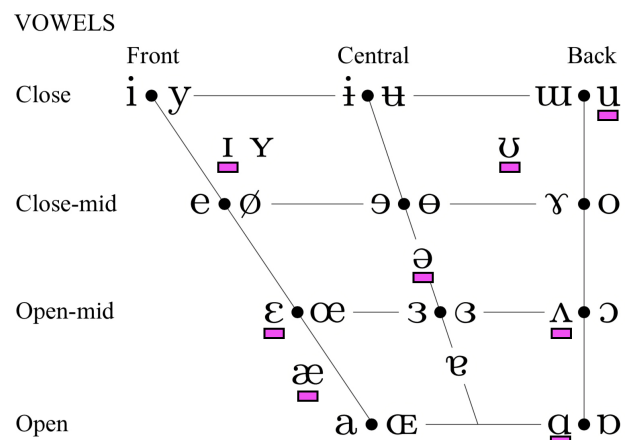 VOWELS
Front Central Back
Close i y ɨ ʉ ɯ u
ɪ ʏ ʊ
Close-mid e ø ɘ ɵ ɤ o
ə
Open-mid ɛ œ ɜ ɞ ʌ ɔ
æ ɐ
Open a ɶ ɑ ɒ